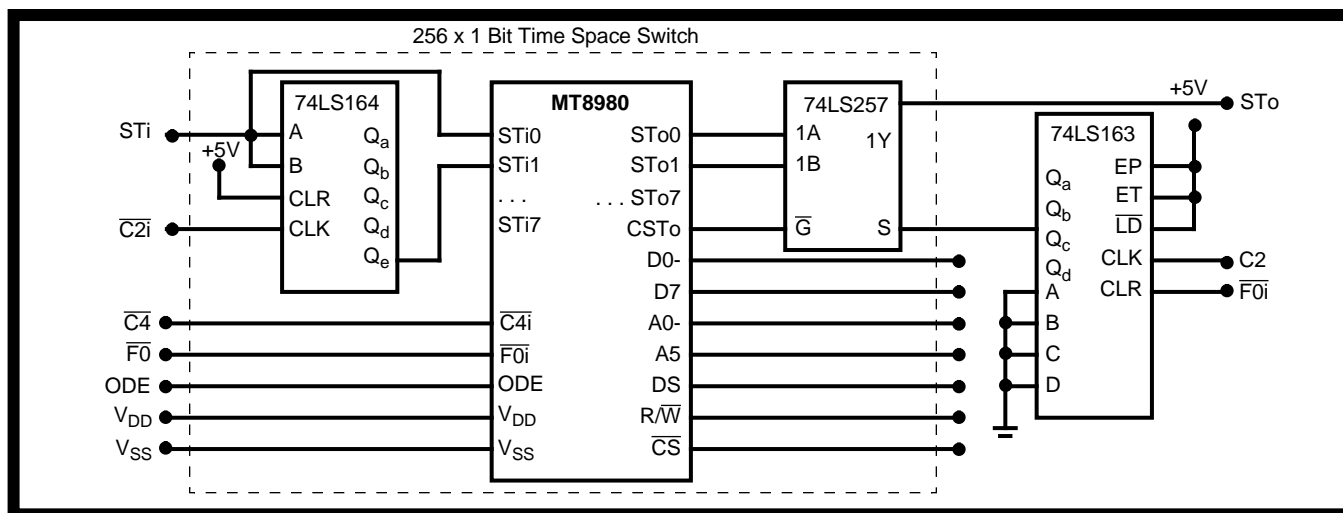 256 x 1 Bit Time Space Switch
74LS164
STi
+5V
C2i
A
B
CLR
CLK
Qa
Qb
Qc
Qd
Qe
C4
F0
ODE
VDD
VSS
MT8980
STi0
STi1
. . .
STi7
C4i
F0i
ODE
VDD
VSS
STo0
STo1
. . . STo7
CSTo
D0-
D7
A0-
A5
DS
R/W
CS
74LS257
1A
1B
1Y
G
S
+5V
STo
74LS163
Qa
Qb
Qc
Qd
A
B
C
D
EP
ET
LD
CLK
CLR
C2
F0i